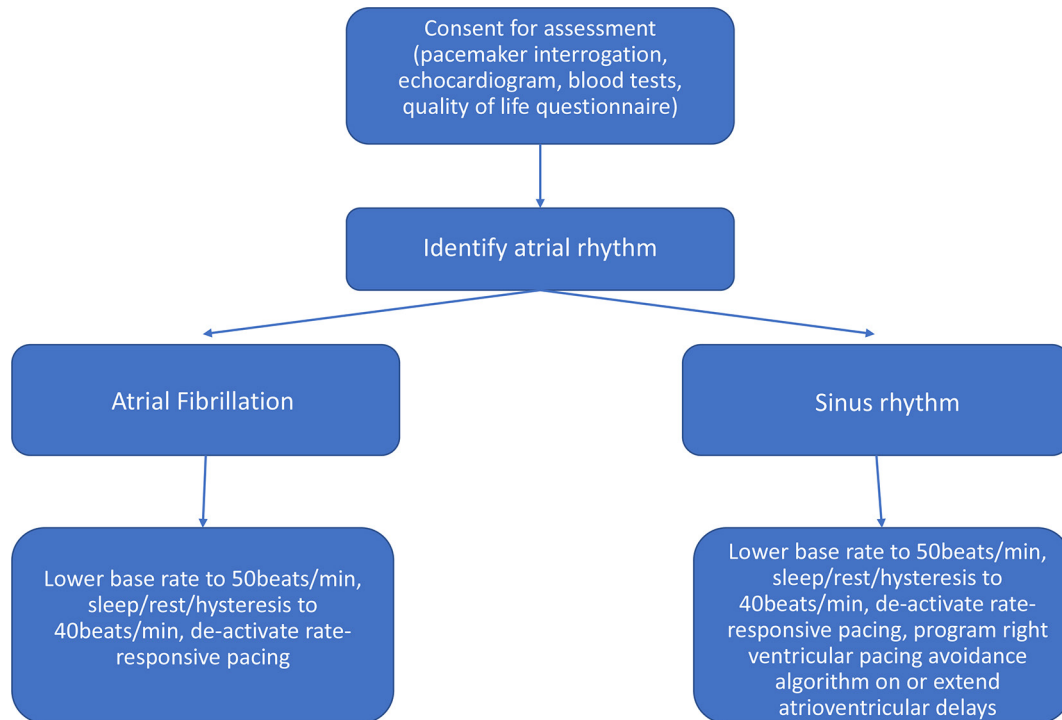 Consent for assessment
(pacemaker interrogation,
echocardiogram, blood tests,
quality of life questionnaire)
Identify atrial rhythm
Atrial Fibrillation
Sinus rhythm
Lower base rate to 50beats/min,
sleep/rest/hysteresis to
40beats/min, de-activate rate-
responsive pacing
Lower base rate to 50beats/min,
sleep/rest/hysteresis to
40beats/min, de-activate rate-
responsive pacing, program right
ventricular pacing avoidance
algorithm on or extend
atrioventricular delays